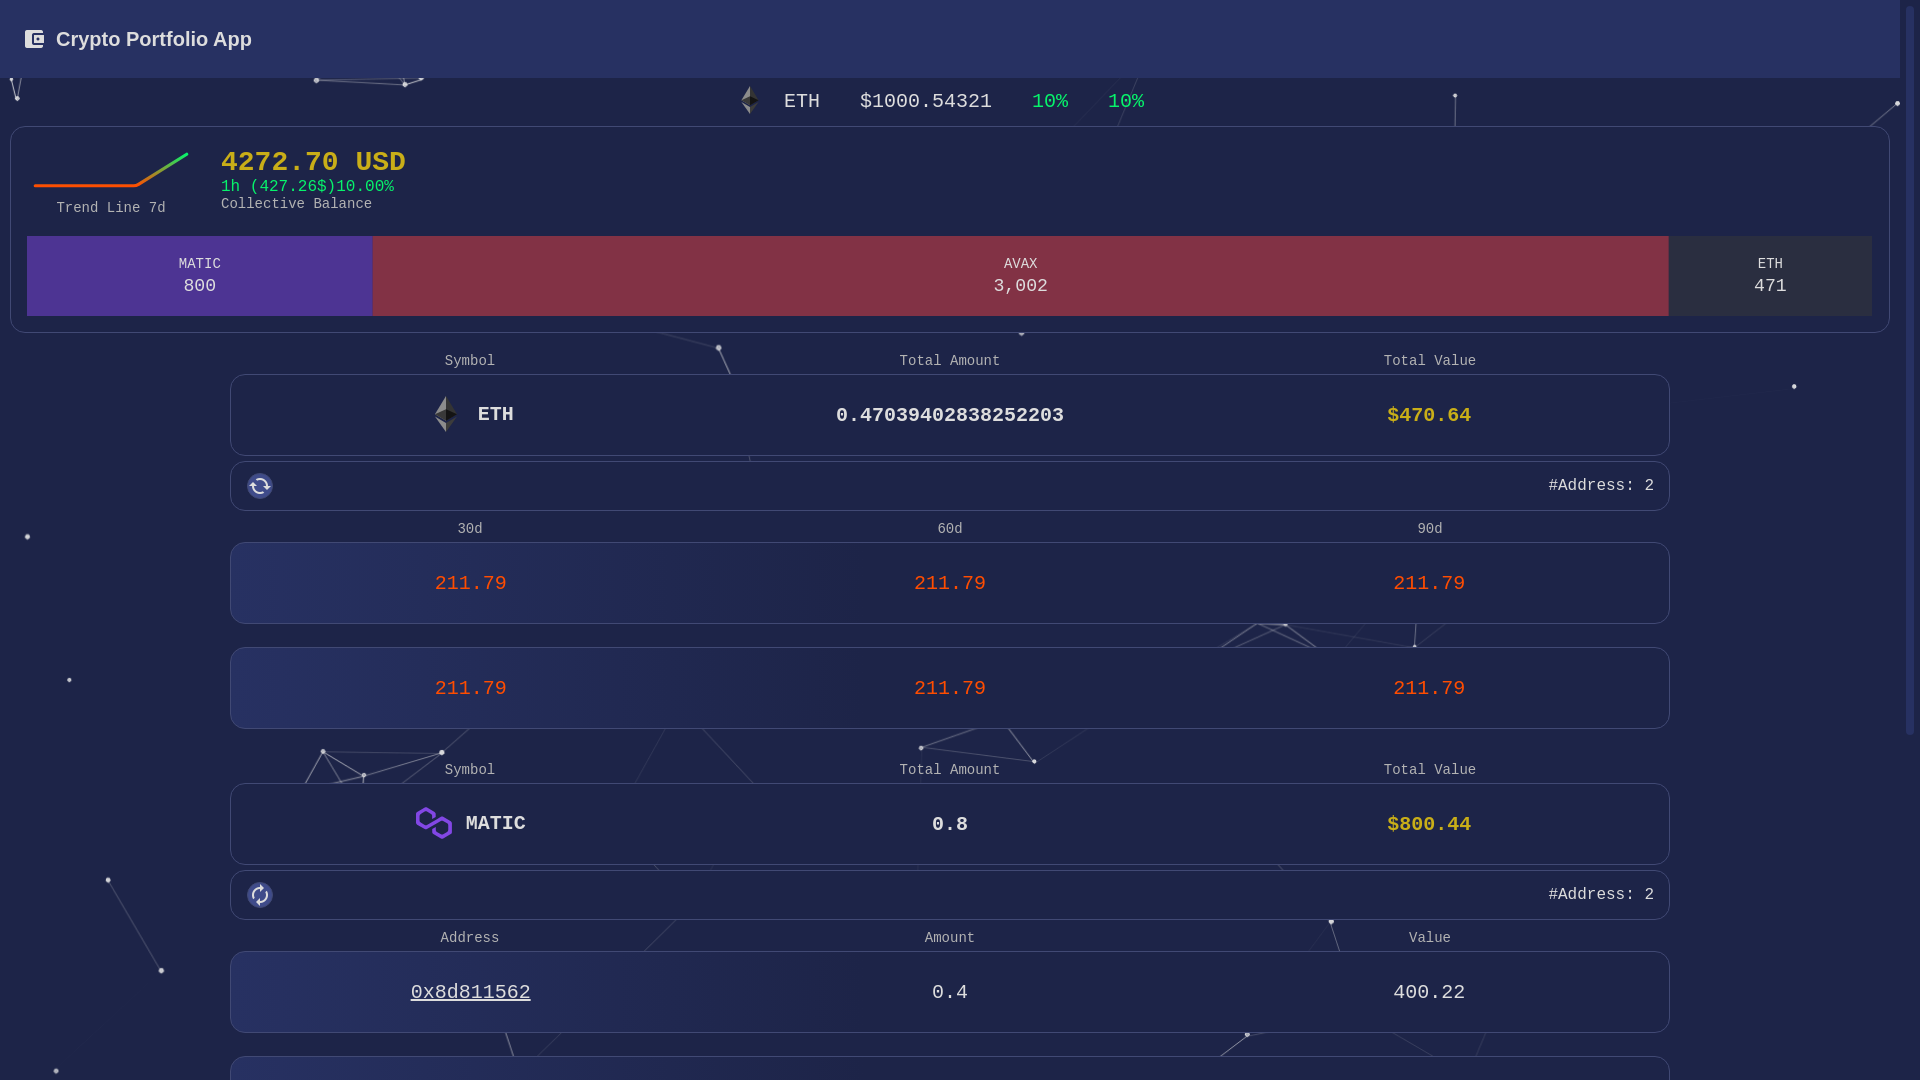 Crypto Portfolio App
ETH $1000.54321 10% 10%
4272.70 USD
1h (427.26$)10.00%
Collective Balance
Trend Line 7d
MATIC
800
AVAX
3,002
ETH
471
Symbol Total Amount Total Value
ETH 0.47039402838252203 $470.64
#Address: 2
30d 60d 90d
211.79 211.79 211.79
211.79 211.79 211.79
Symbol Total Amount Total Value
MATIC 0.8 $800.44
#Address: 2
Address Amount Value
0x8d811562 0.4 400.22